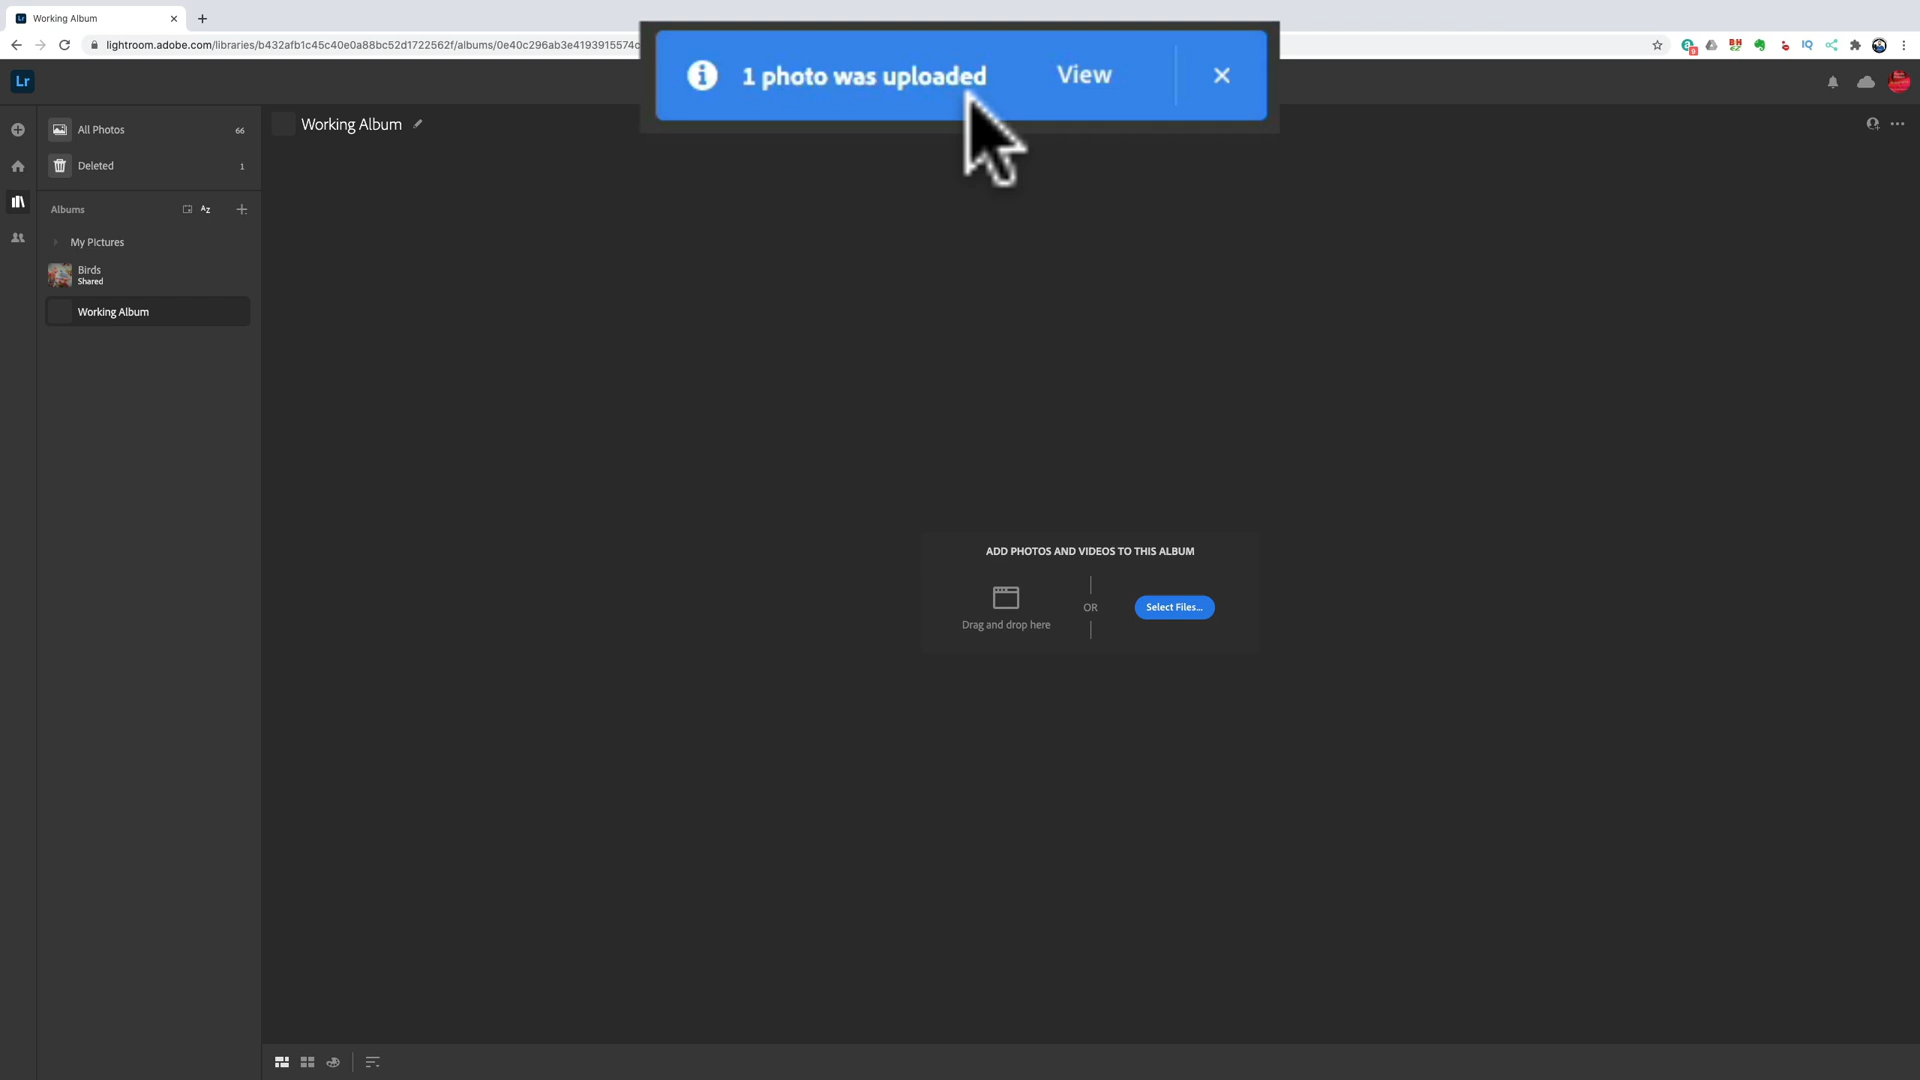 Working Album
lightroom.adobe.com/libraries/b432afb1c45c40e0a88bc52d1722562f/albums/0e40c296ab3e4193915574c
1 photo was uploaded View
Lr
All Photos 66
Working Album
Deleted 1
Albums
AZ
My Pictures
Birds
Shared
Working Album
ADD PHOTOS AND VIDEOS TO THIS ALBUM
OR
Select Files...
Drag and drop here